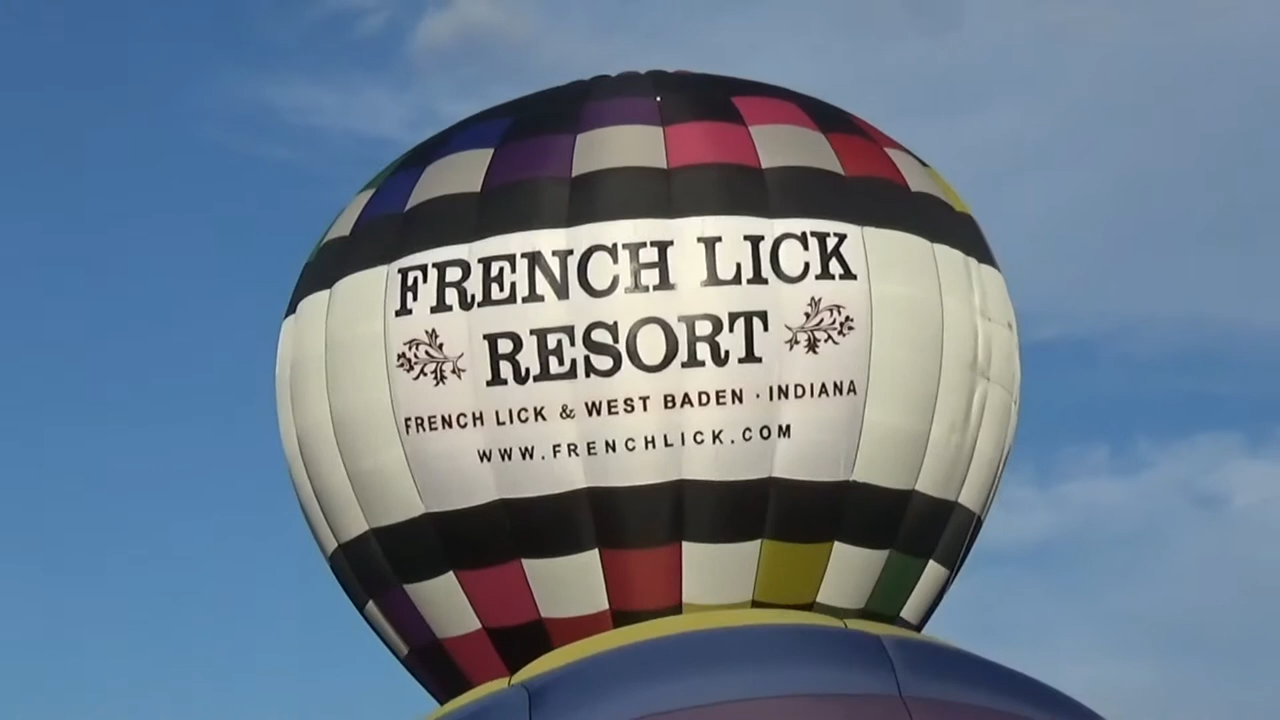 FRENCH LICK
RESORT
FRENCH LICK & WEST BADEN · INDIANA
WWW.FRENCHLICK.COM